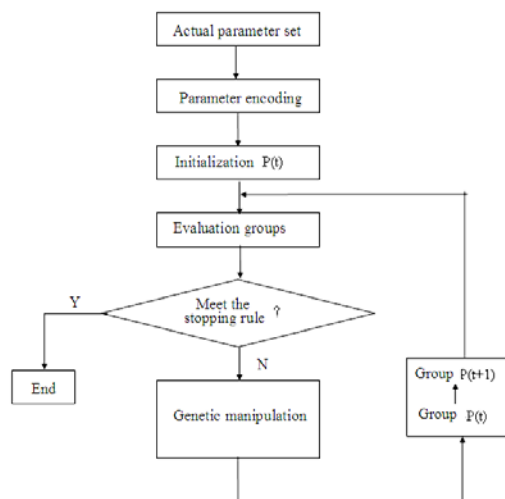 Actual parameter set
Parameter encoding
Initialization P(t)
Evaluation groups
Y
Meet the
stopping rule ?
N
End
Genetic manipulation
Group P(t+1)
Group P(t)